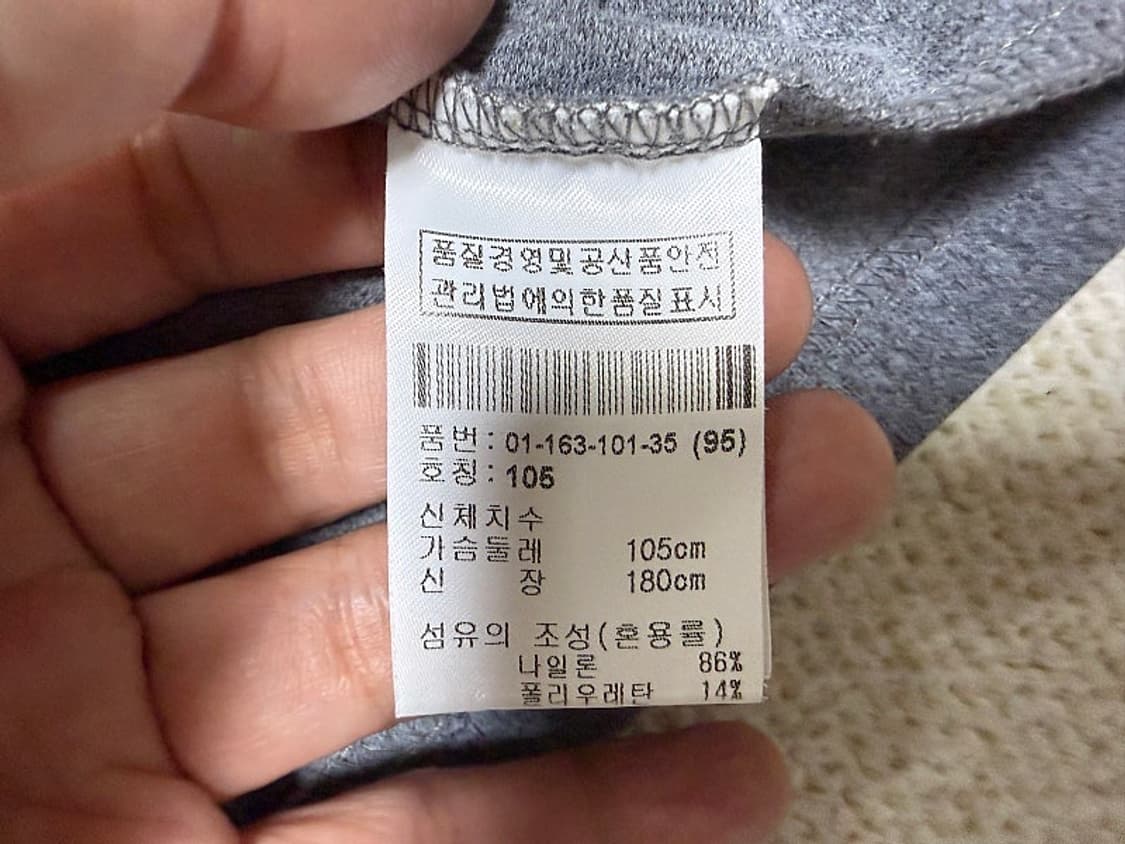 품질경영및공산품안전
관리법에의한품질표시
품번: 01-163-101-35 (95)
호칭: 105
신체치수
가슴둘레 105cm
신 장 180cm
섬유의 조성(혼용률)
나일론 86%
폴리우레탄 14%